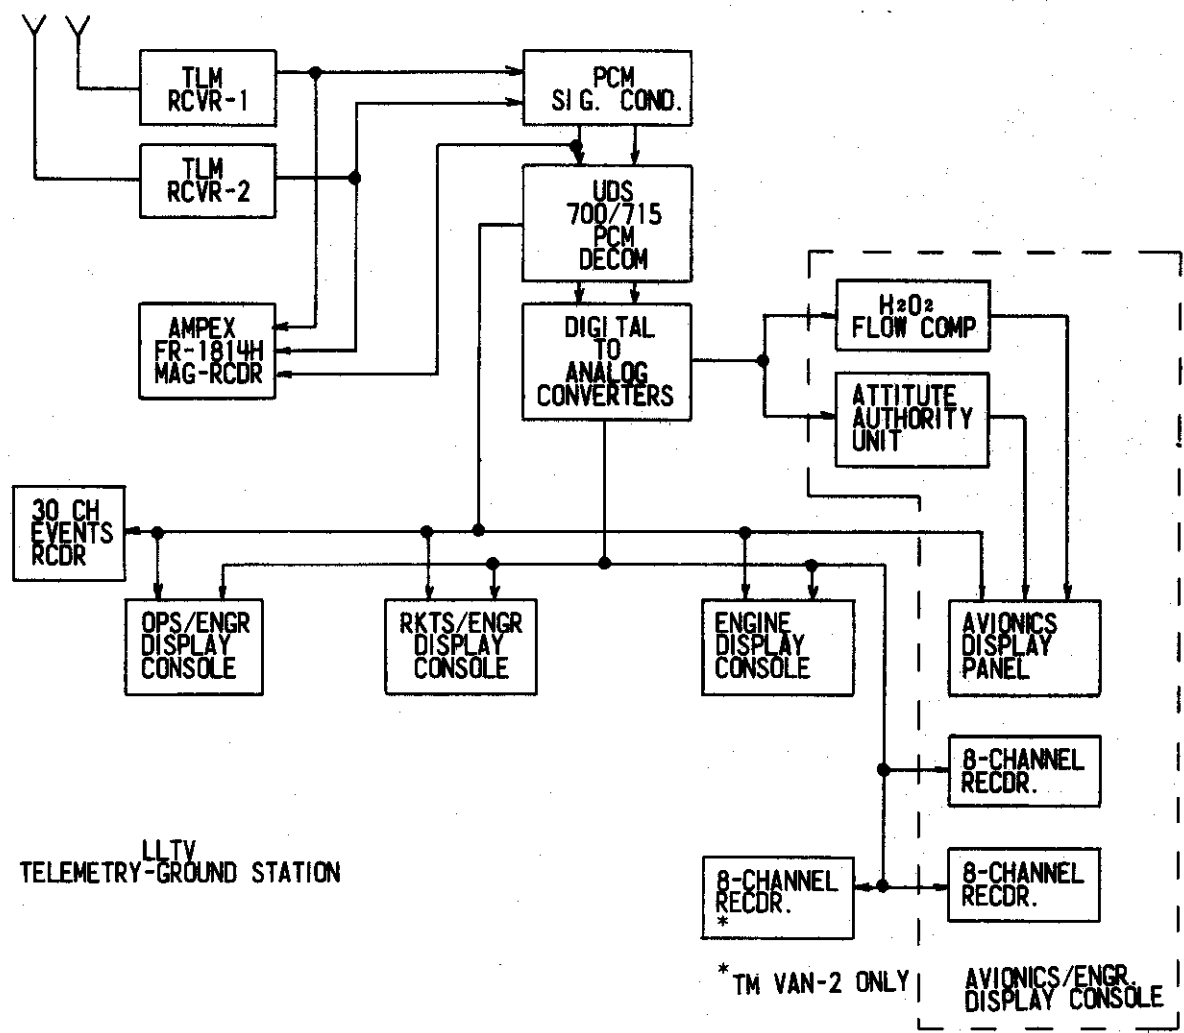 TLM
RCVR-1
PCM
SIG. COND.
TLM
RCVR-2
UDS
700/715
PCM
DECOM
AMPEX
FR-1814H
MAG-RCDR
DIGITAL
TO
ANALOG
CONVERTERS
H₂O₂
FLOW COMP
ATTITUTE
AUTHORITY
UNIT
30 CH
EVENTS
RCDR
OPS/ENGR
DISPLAY
CONSOLE
RKTS/ENGR
DISPLAY
CONSOLE
ENGINE
DISPLAY
CONSOLE
AVIONICS
DISPLAY
PANEL
8-CHANNEL
RECDR.
LLTV
TELEMETRY-GROUND STATION
8-CHANNEL
RECDR.
*
8-CHANNEL
RECDR.
*TM VAN-2 ONLY
AVIONICS/ENGR.
DISPLAY CONSOLE